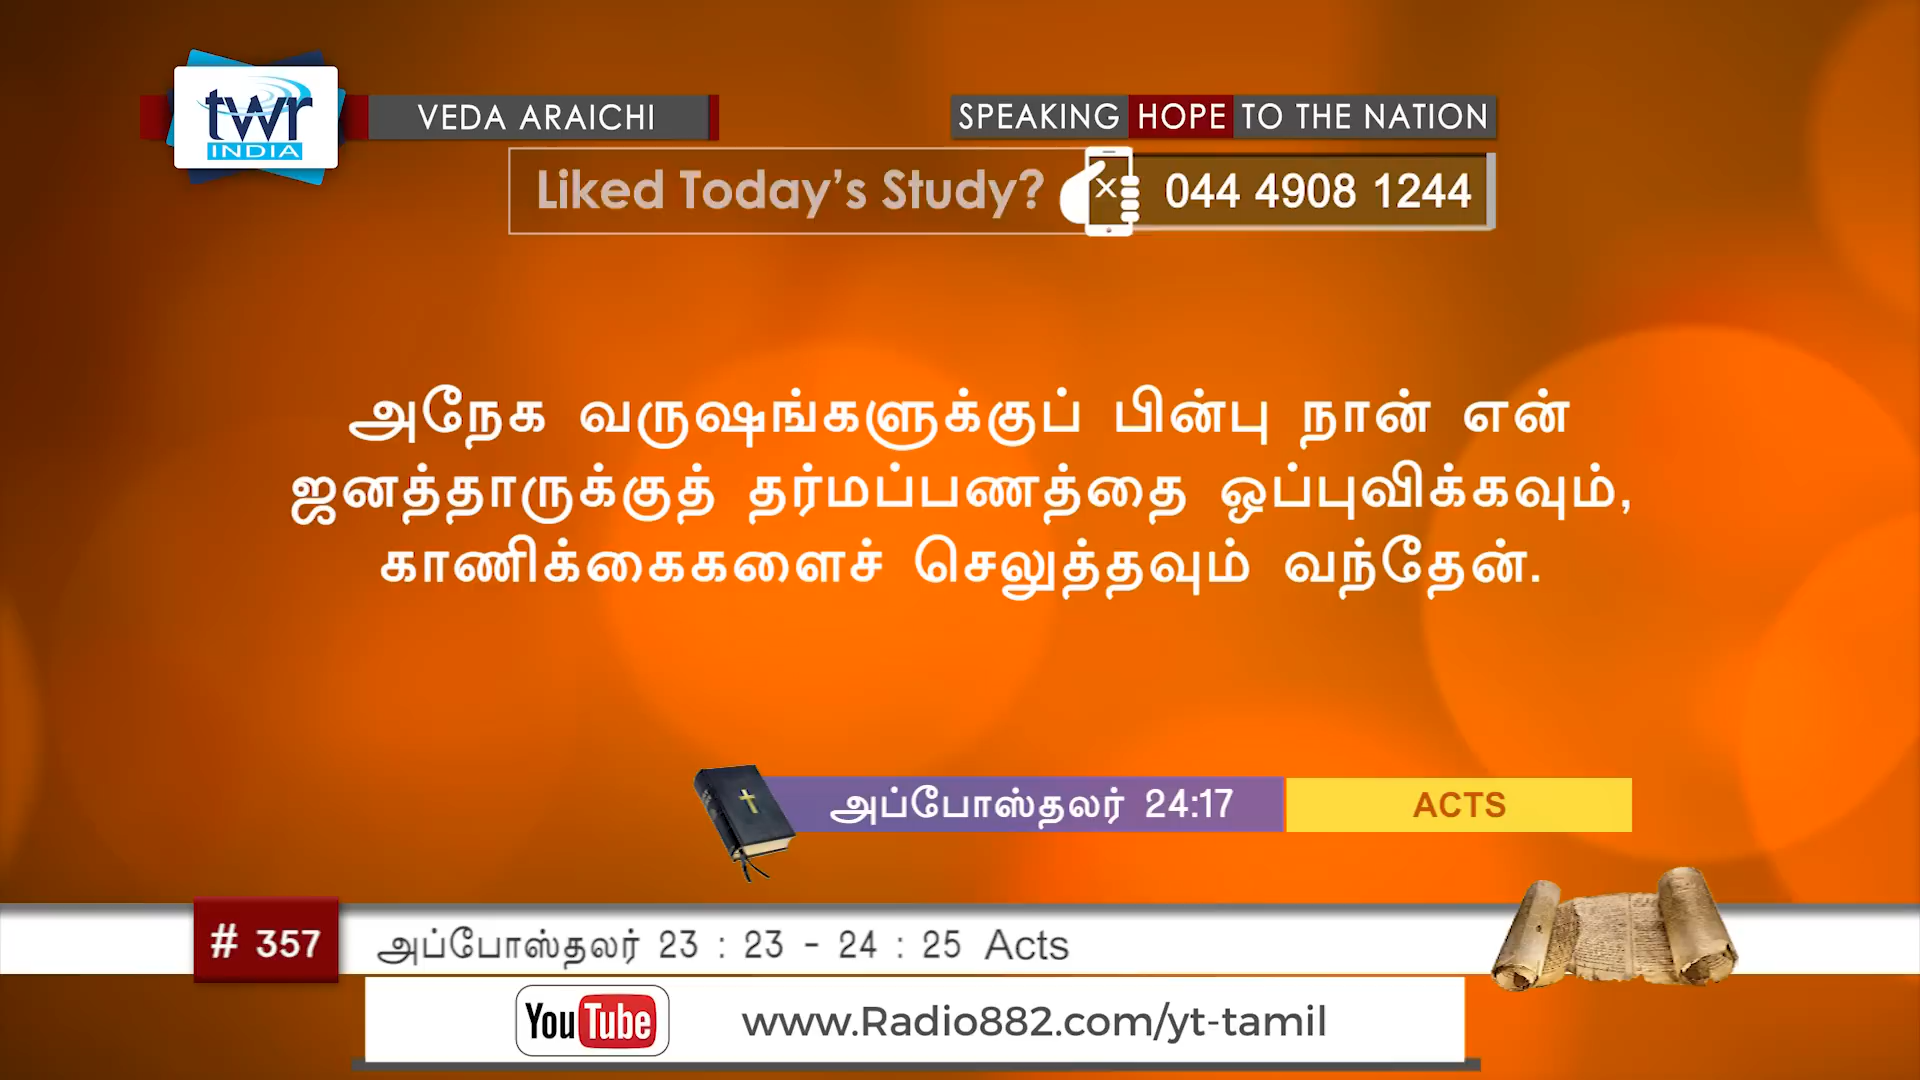 twr
INDIA
VEDA ARAICHI
SPEAKING HOPE TO THE NATION
Liked Today's Study?
044 4908 1244
அநேக வருஷங்களுக்குப் பின்பு நான் என்
ஜனத்தாருக்குத் தர்மப்பணத்தை ஒப்புவிக்கவும்,
காணிக்கைகளைச் செலுத்தவும் வந்தேன்.
அப்போஸ்தலர் 24:17
ACTS
# 357
அப்போஸ்தலர் 23 : 23 - 24 : 25 Acts
YouTube
www.Radio882.com/yt-tamil